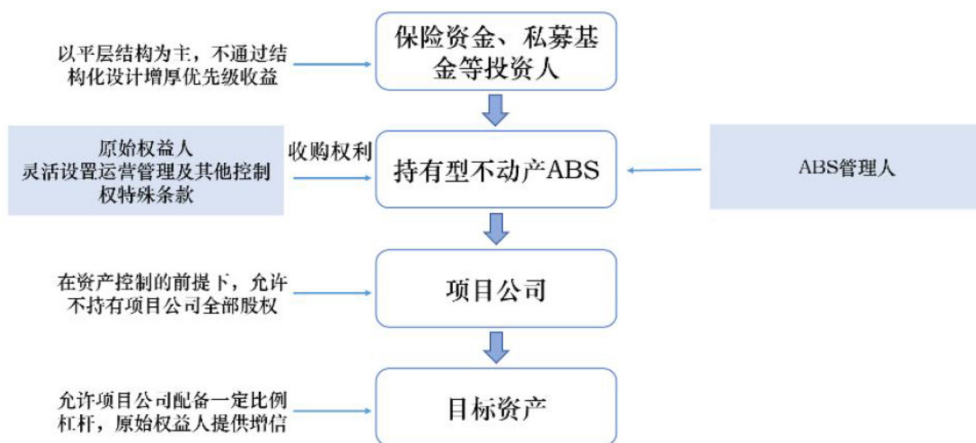 以平层结构为主，不通过结
构化设计增厚优先级收益
保险资金、私募基
金等投资人
原始权益人
灵活设置运营管理及其他控制
权特殊条款
收购权利
持有型不动产ABS
ABS管理人
在资产控制的前提下，允许
不持有项目公司全部股权
项目公司
允许项目公司配备一定比例
杠杆，原始权益人提供增信
目标资产